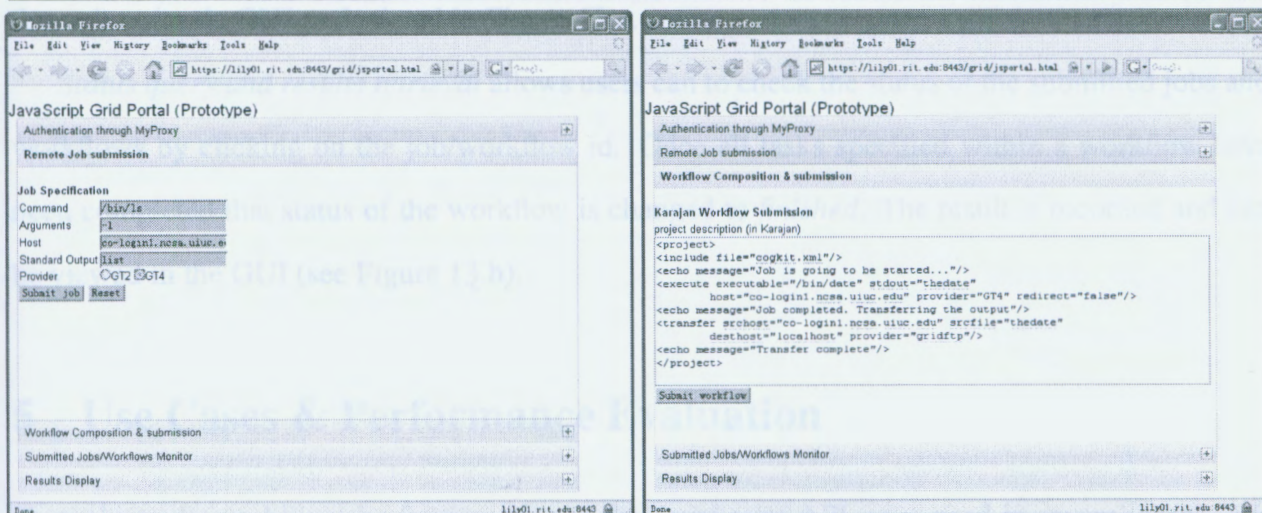 Mozilla Firefox
File Edit View History Bookmarks Tools Help
https://lily01.rit.edu:8443/grid/jsportal.html
JavaScript Grid Portal (Prototype)
Authentication through MyProxy
Remote Job submission
Job Specification
Command /bin/ls
Arguments -l
Host co-login1.ncsa.uiuc.e
Standard Output list
Provider GT2 GT4
Submit job Reset
Workflow Composition & submission
Submitted Jobs/Workflows Monitor
Results Display
Done lily01.rit.edu:8443
Mozilla Firefox
File Edit View History Bookmarks Tools Help
https://lily01.rit.edu:8443/grid/jsportal.html
JavaScript Grid Portal (Prototype)
Authentication through MyProxy
Remote Job submission
Workflow Composition & submission
Karajan Workflow Submission
project description (in Karajan)
<project>
<include file="cogkit.xml"/>
<echo message="Job is going to be started..."/>
<execute executable="/bin/date" stdout="thedate"
host="co-login1.ncsa.uiuc.edu" provider="GT4" redirect="false"/>
<echo message="Job completed. Transferring the output"/>
<transfer srchost="co-login1.ncsa.uiuc.edu" srcfile="thedate"
desthost="localhost" provider="gridftp"/>
<echo message="Transfer complete"/>
</project>
Submit workflow
Submitted Jobs/Workflows Monitor
Results Display
Done lily01.rit.edu:8443
5 Use Cases & Performance Evaluation